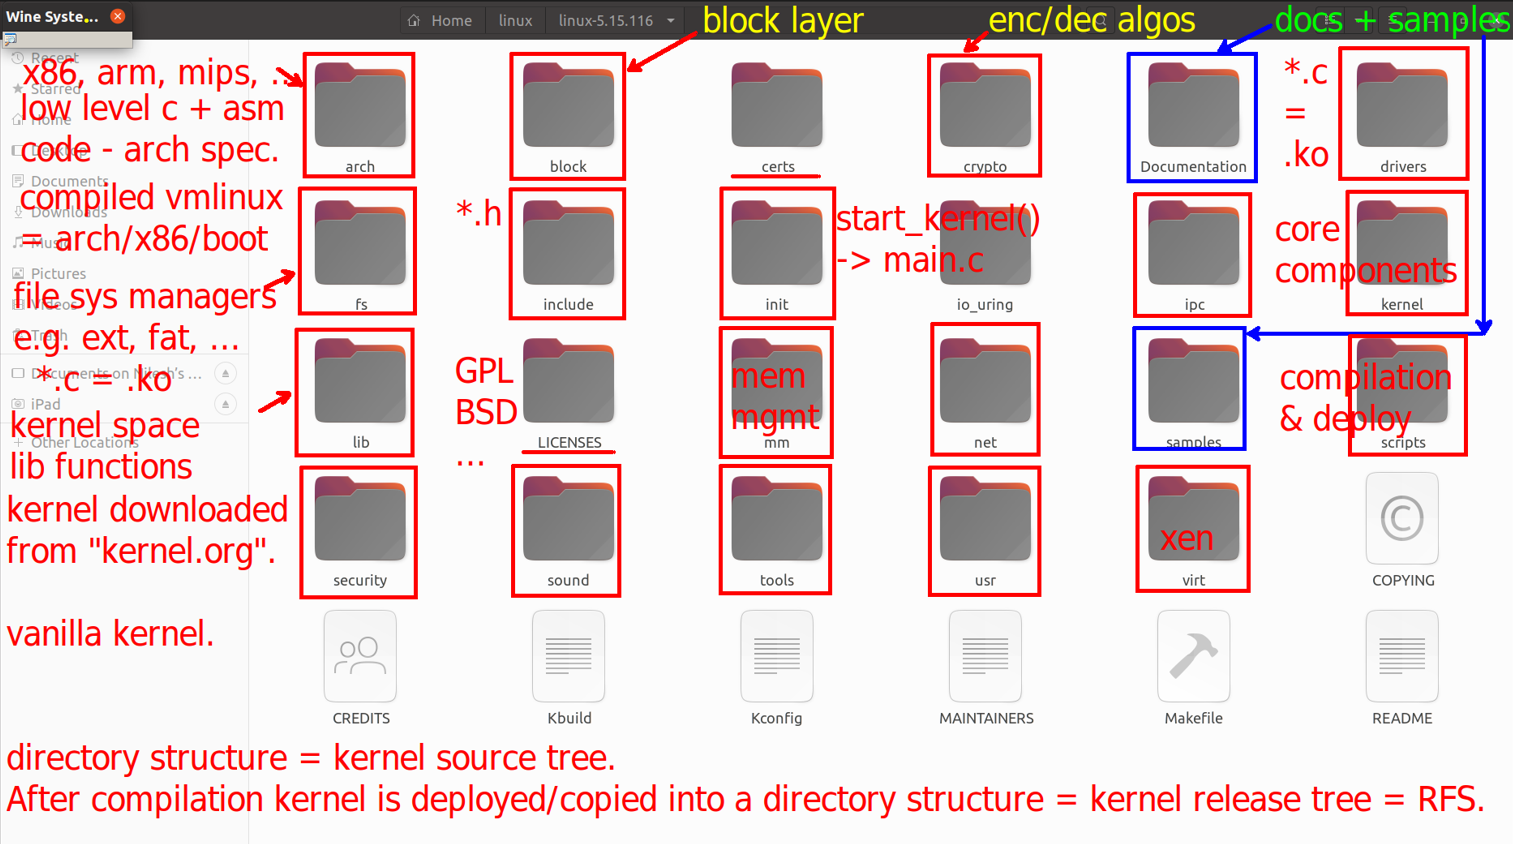 Wine Syste...
Home
linux
linux-5.15.116
block layer
enc/dec algos
docs + samples
Recent
Starred
Home
Desktop
Documents
Downloads
Music
Pictures
Videos
Trash
Documents on Nilesh's ...
iPad
+ Other Locations
x86, arm, mips, ..
low level c + asm
code - arch spec.
compiled vmlinux
= arch/x86/boot
file sys managers
e.g: ext, fat, ...
*.c = .ko
kernel space
lib functions
kernel downloaded
from "kernel.org".
vanilla kernel.
arch
block
certs
crypto
Documentation
*.c
=
.ko
drivers
fs
*.h
include
init
start_kernel()
-> main.c
io_uring
ipc
core
components
kernel
lib
GPL
BSD
...
LICENSES
mem
mgmt
mm
net
samples
compilation
& deploy
scripts
security
sound
tools
usr
xen
virt
COPYING
CREDITS
Kbuild
Kconfig
MAINTAINERS
Makefile
README
directory structure = kernel source tree.
After compilation kernel is deployed/copied into a directory structure = kernel release tree = RFS.